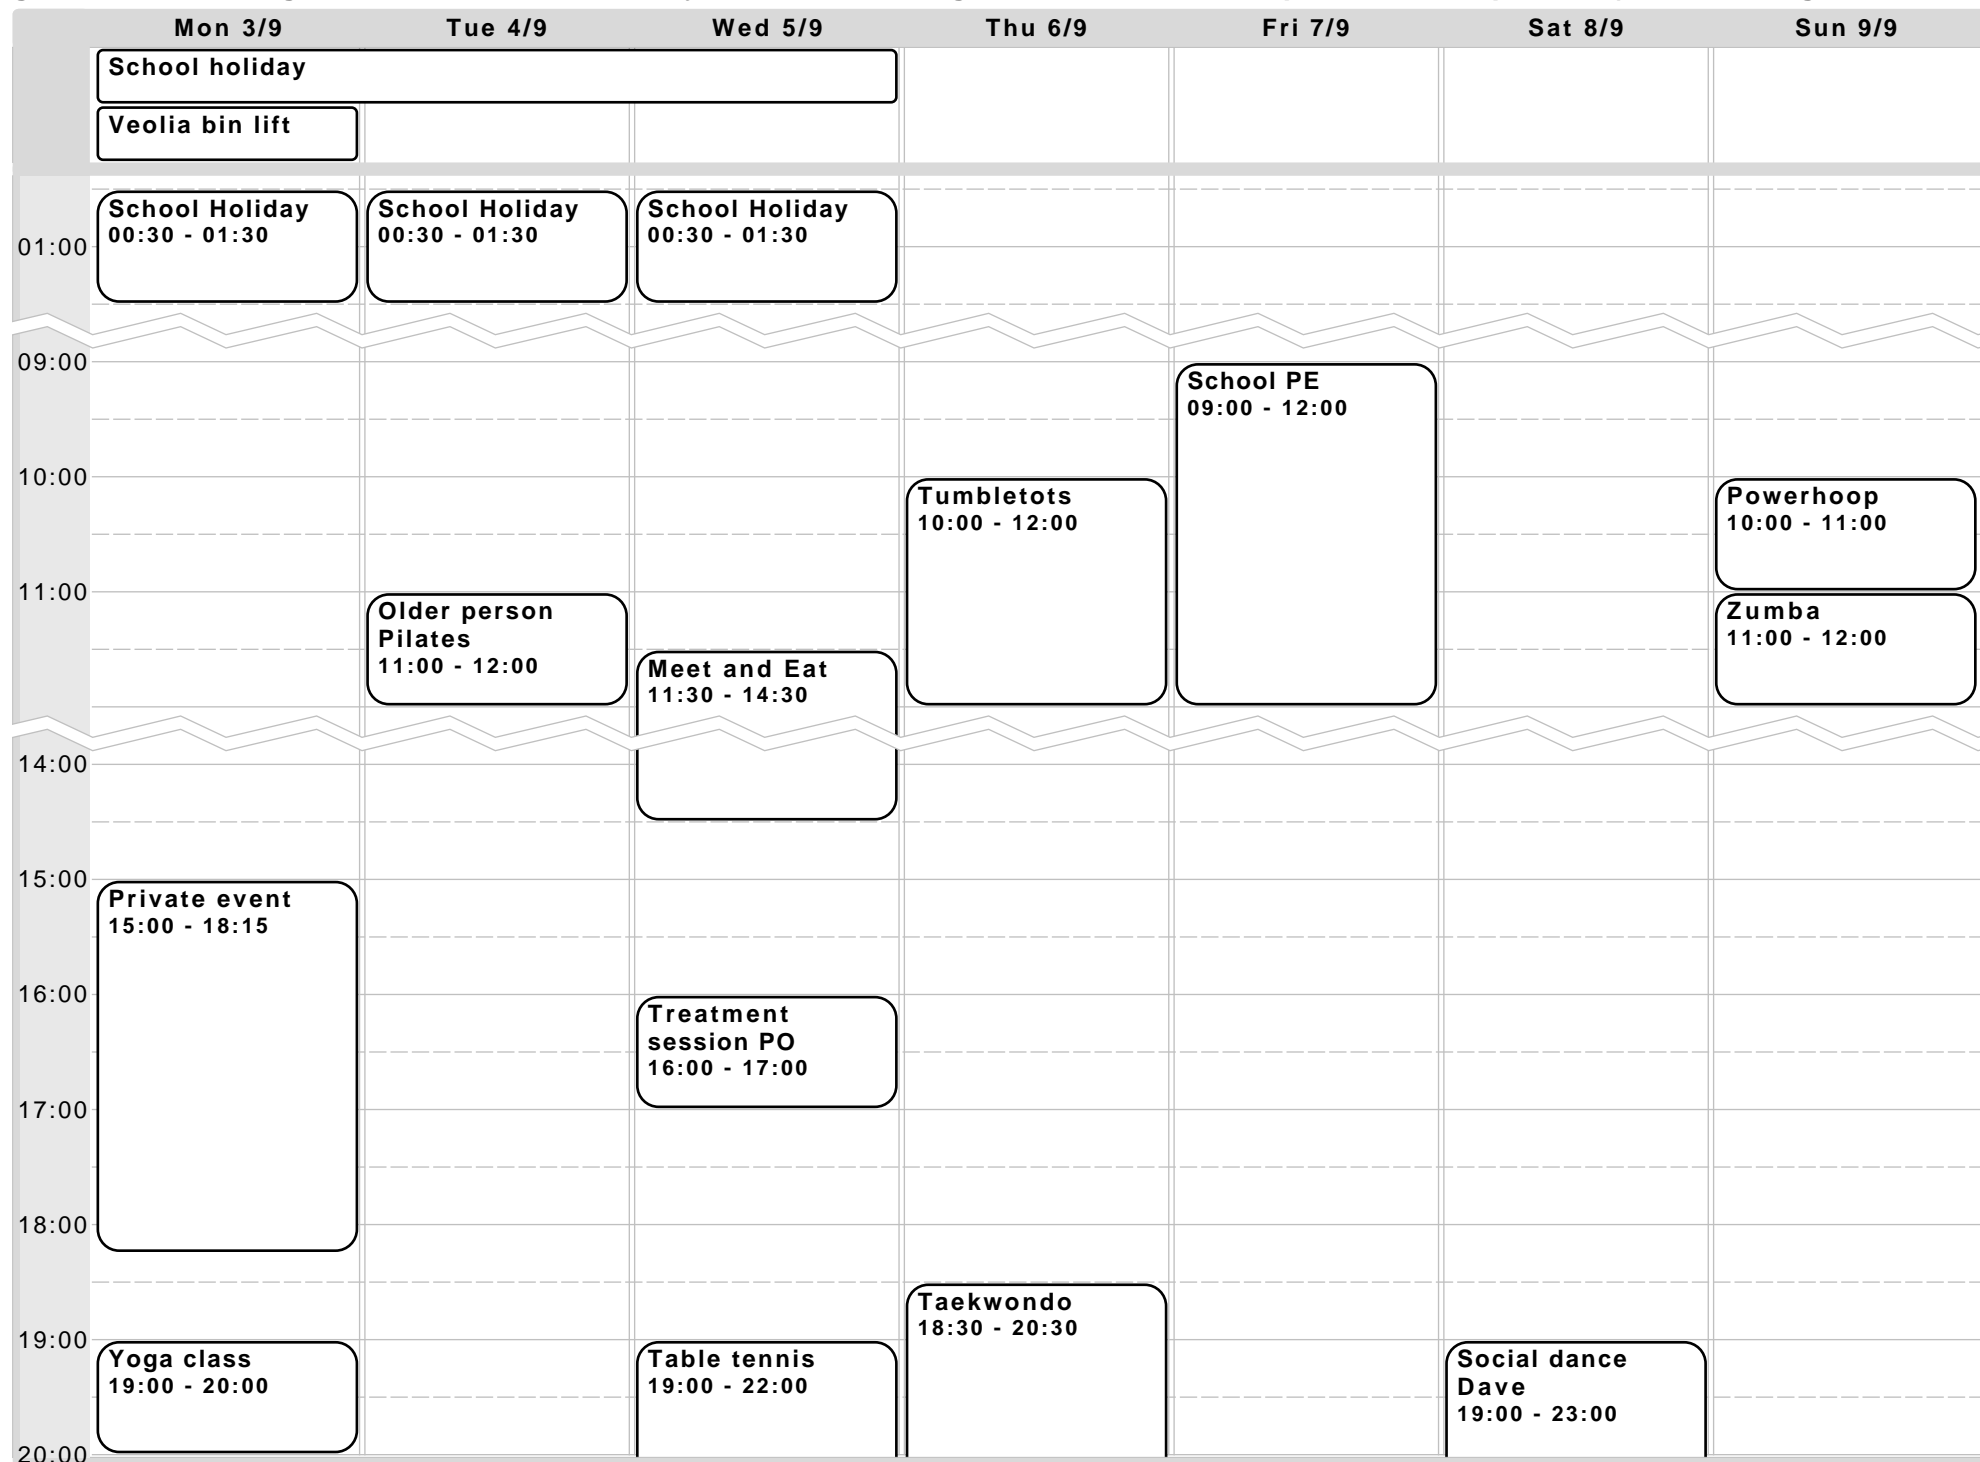 Mon 3/9 Tue 4/9 Wed 5/9 Thu 6/9 Fri 7/9 Sat 8/9 Sun 9/9
School holiday
Veolia bin lift
School Holiday School Holiday School Holiday
00:30 - 01:30 00:30 - 01:30 00:30 - 01:30
01:00
09:00
School PE
09:00 - 12:00
10:00
Tumbletots Powerhoop
10:00 - 12:00 10:00 - 11:00
11:00
Older person Zumba
Pilates
11:00 - 12:00 11:00 - 12:00
Meet and Eat
11:30 - 14:30
14:00
15:00
Private event
15:00 - 18:15
16:00
Treatment
session PO
16:00 - 17:00
17:00
18:00
Taekwondo
18:30 - 20:30
19:00
Yoga class Table tennis Social dance
19:00 - 20:00 19:00 - 22:00 Dave
19:00 - 23:00
20:00